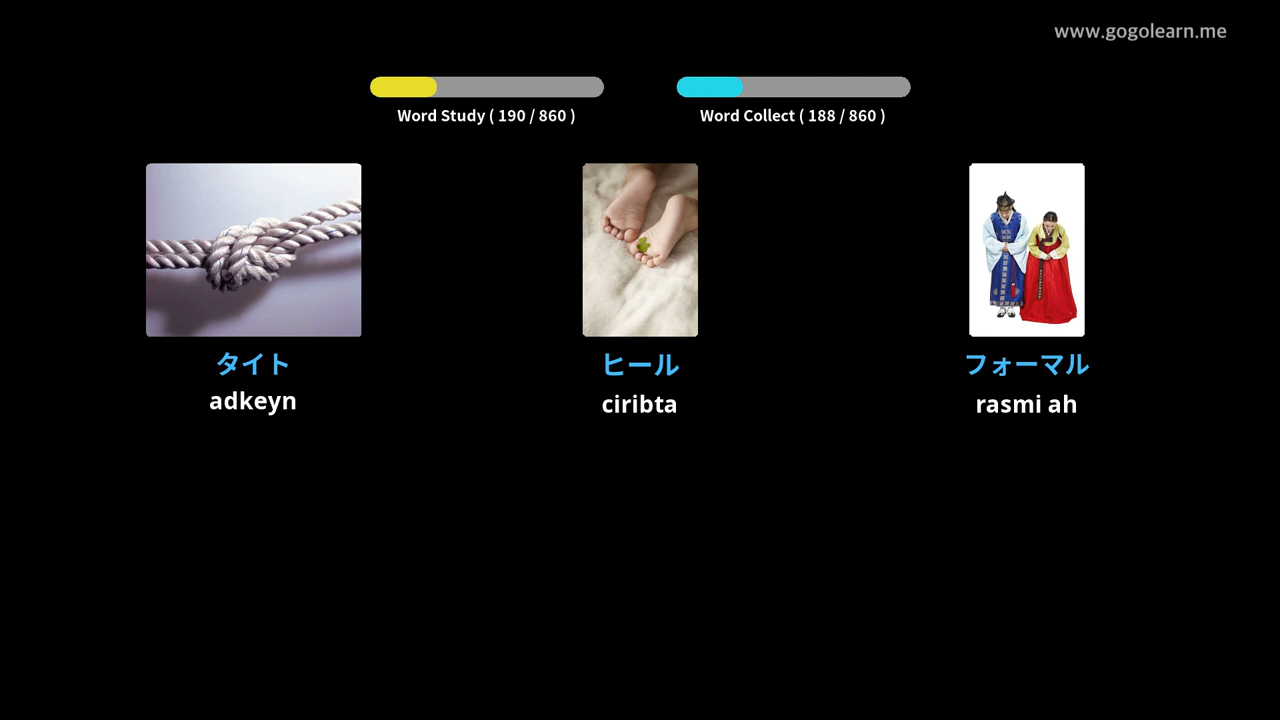 www.gogolearn.me
Word Study ( 190 / 860 )
Word Collect ( 188 / 860 )
タイト
adkeyn
ヒール
ciribta
フォーマル
rasmi ah